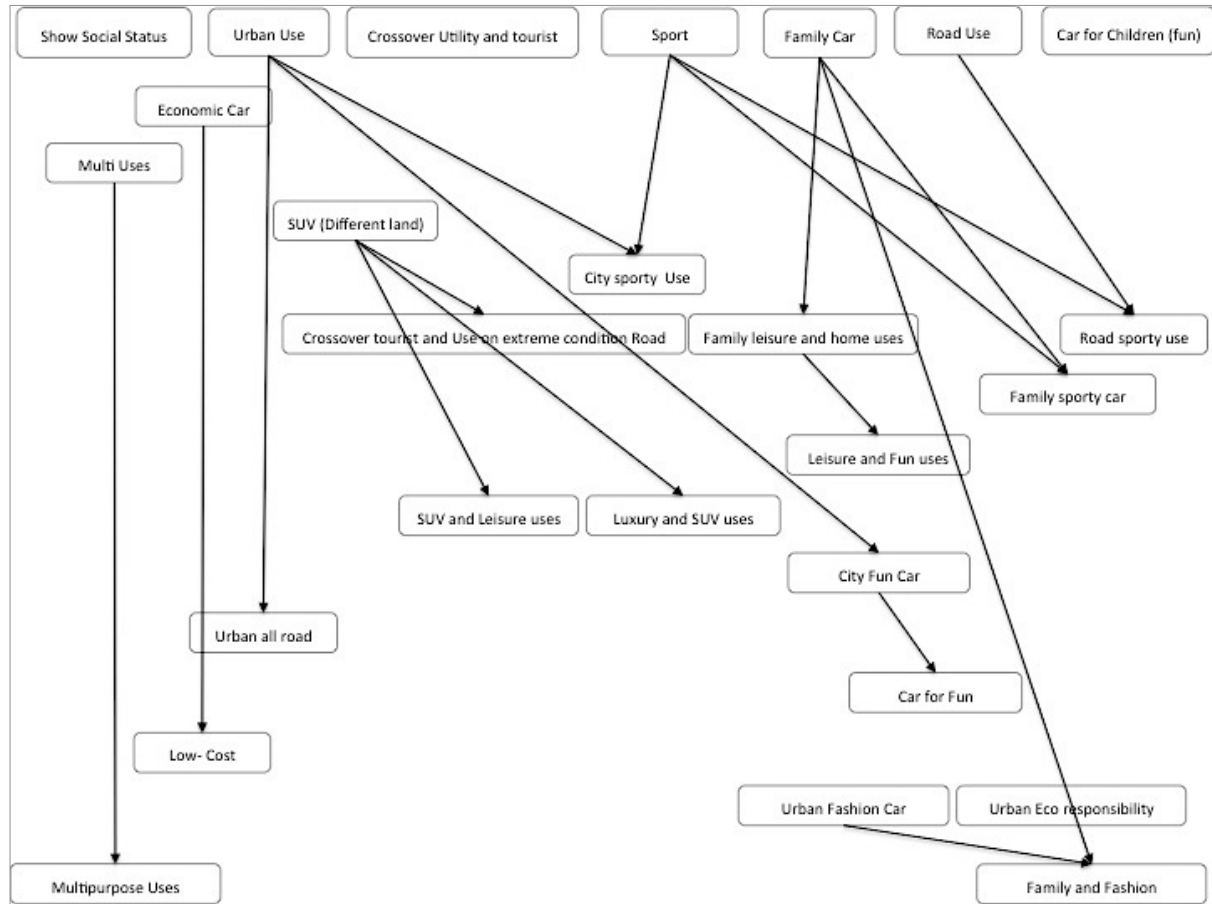 Show Social Status
Urban Use
Crossover Utility and tourist
Sport
Family Car
Road Use
Car for Children (fun)
Economic Car
Multi Uses
SUV (Different land)
City sporty Use
Crossover tourist and Use on extreme condition Road
Family leisure and home uses
Road sporty use
Family sporty car
Leisure and Fun uses
SUV and Leisure uses
Luxury and SUV uses
City Fun Car
Urban all road
Car for Fun
Low- Cost
Urban Fashion Car
Urban Eco responsibility
Multipurpose Uses
Family and Fashion